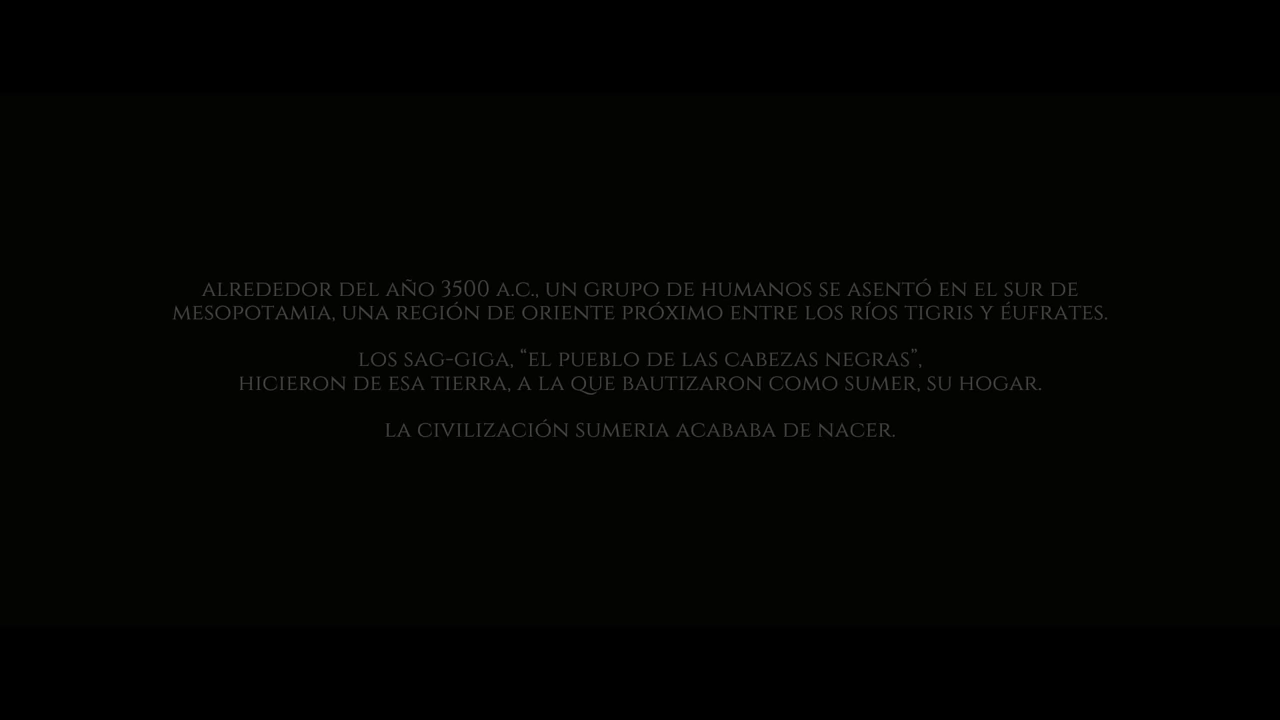 ALREDEDOR DEL AÑO 3500 A.C., UN GRUPO DE HUMANOS SE ASENTÓ EN EL SUR DE
MESOPOTAMIA, UNA REGIÓN DE ORIENTE PRÓXIMO ENTRE LOS RÍOS TIGRIS Y ÉUFRATES.
LOS SAG-GIGA, “EL PUEBLO DE LAS CABEZAS NEGRAS”,
HICIERON DE ESA TIERRA, A LA QUE BAUTIZARON COMO SUMER, SU HOGAR.
LA CIVILIZACIÓN SUMERIA ACABABA DE NACER.